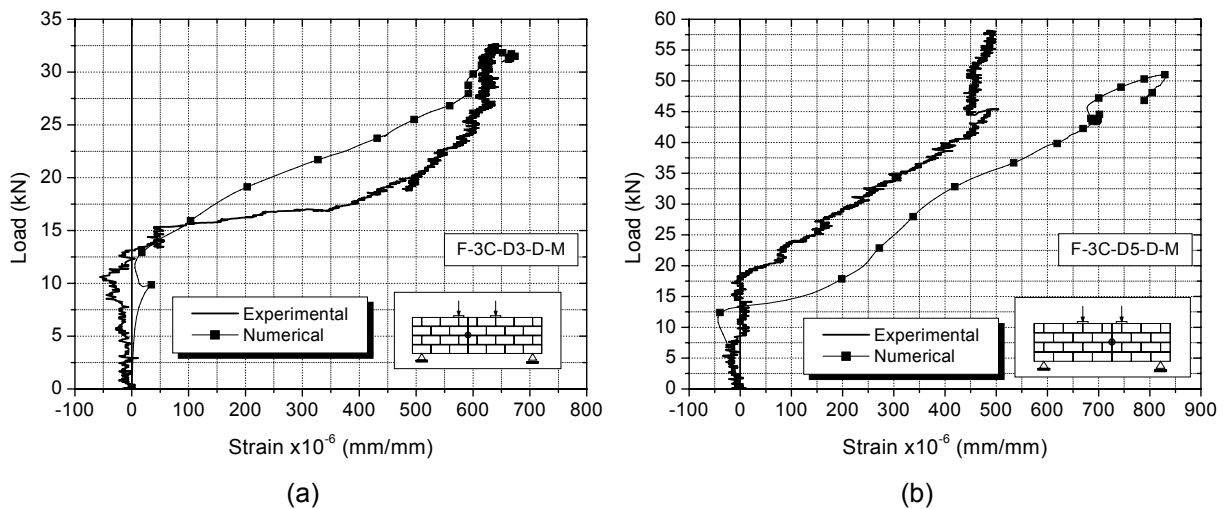 35
30
25
20
15
10
5
0
Load (kN)
F-3C-D3-D-M
Experimental
Numerical
-100 0 100 200 300 400 500 600 700 800
Strain x10⁻⁶ (mm/mm)
(a)
60
55
50
45
40
35
30
25
20
15
10
5
0
Load (kN)
F-3C-D5-D-M
Experimental
Numerical
-100 0 100 200 300 400 500 600 700 800 900
Strain x10⁻⁶ (mm/mm)
(b)